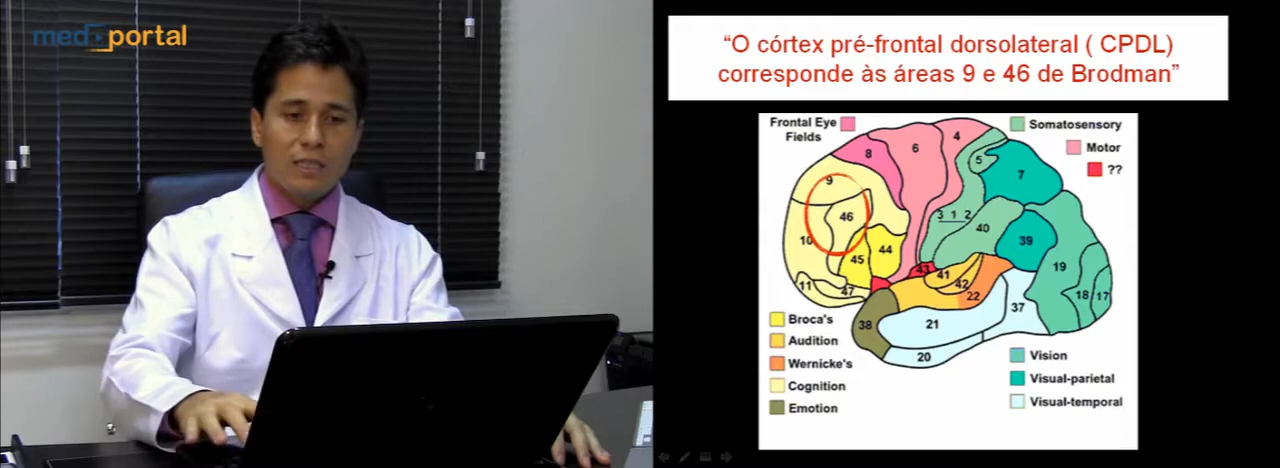 med portal
“O córtex pré-frontal dorsolateral ( CPDL)
corresponde às áreas 9 e 46 de Brodman”
Frontal Eye
Fields
Somatosensory
Motor
??
4
6
8
5
7
9
3 1 2
46
40
39
10
44
45
43
41
42
19
11
47
22
37
18
17
38
21
20
Broca's
Audition
Wernicke's
Cognition
Emotion
Vision
Visual-parietal
Visual-temporal